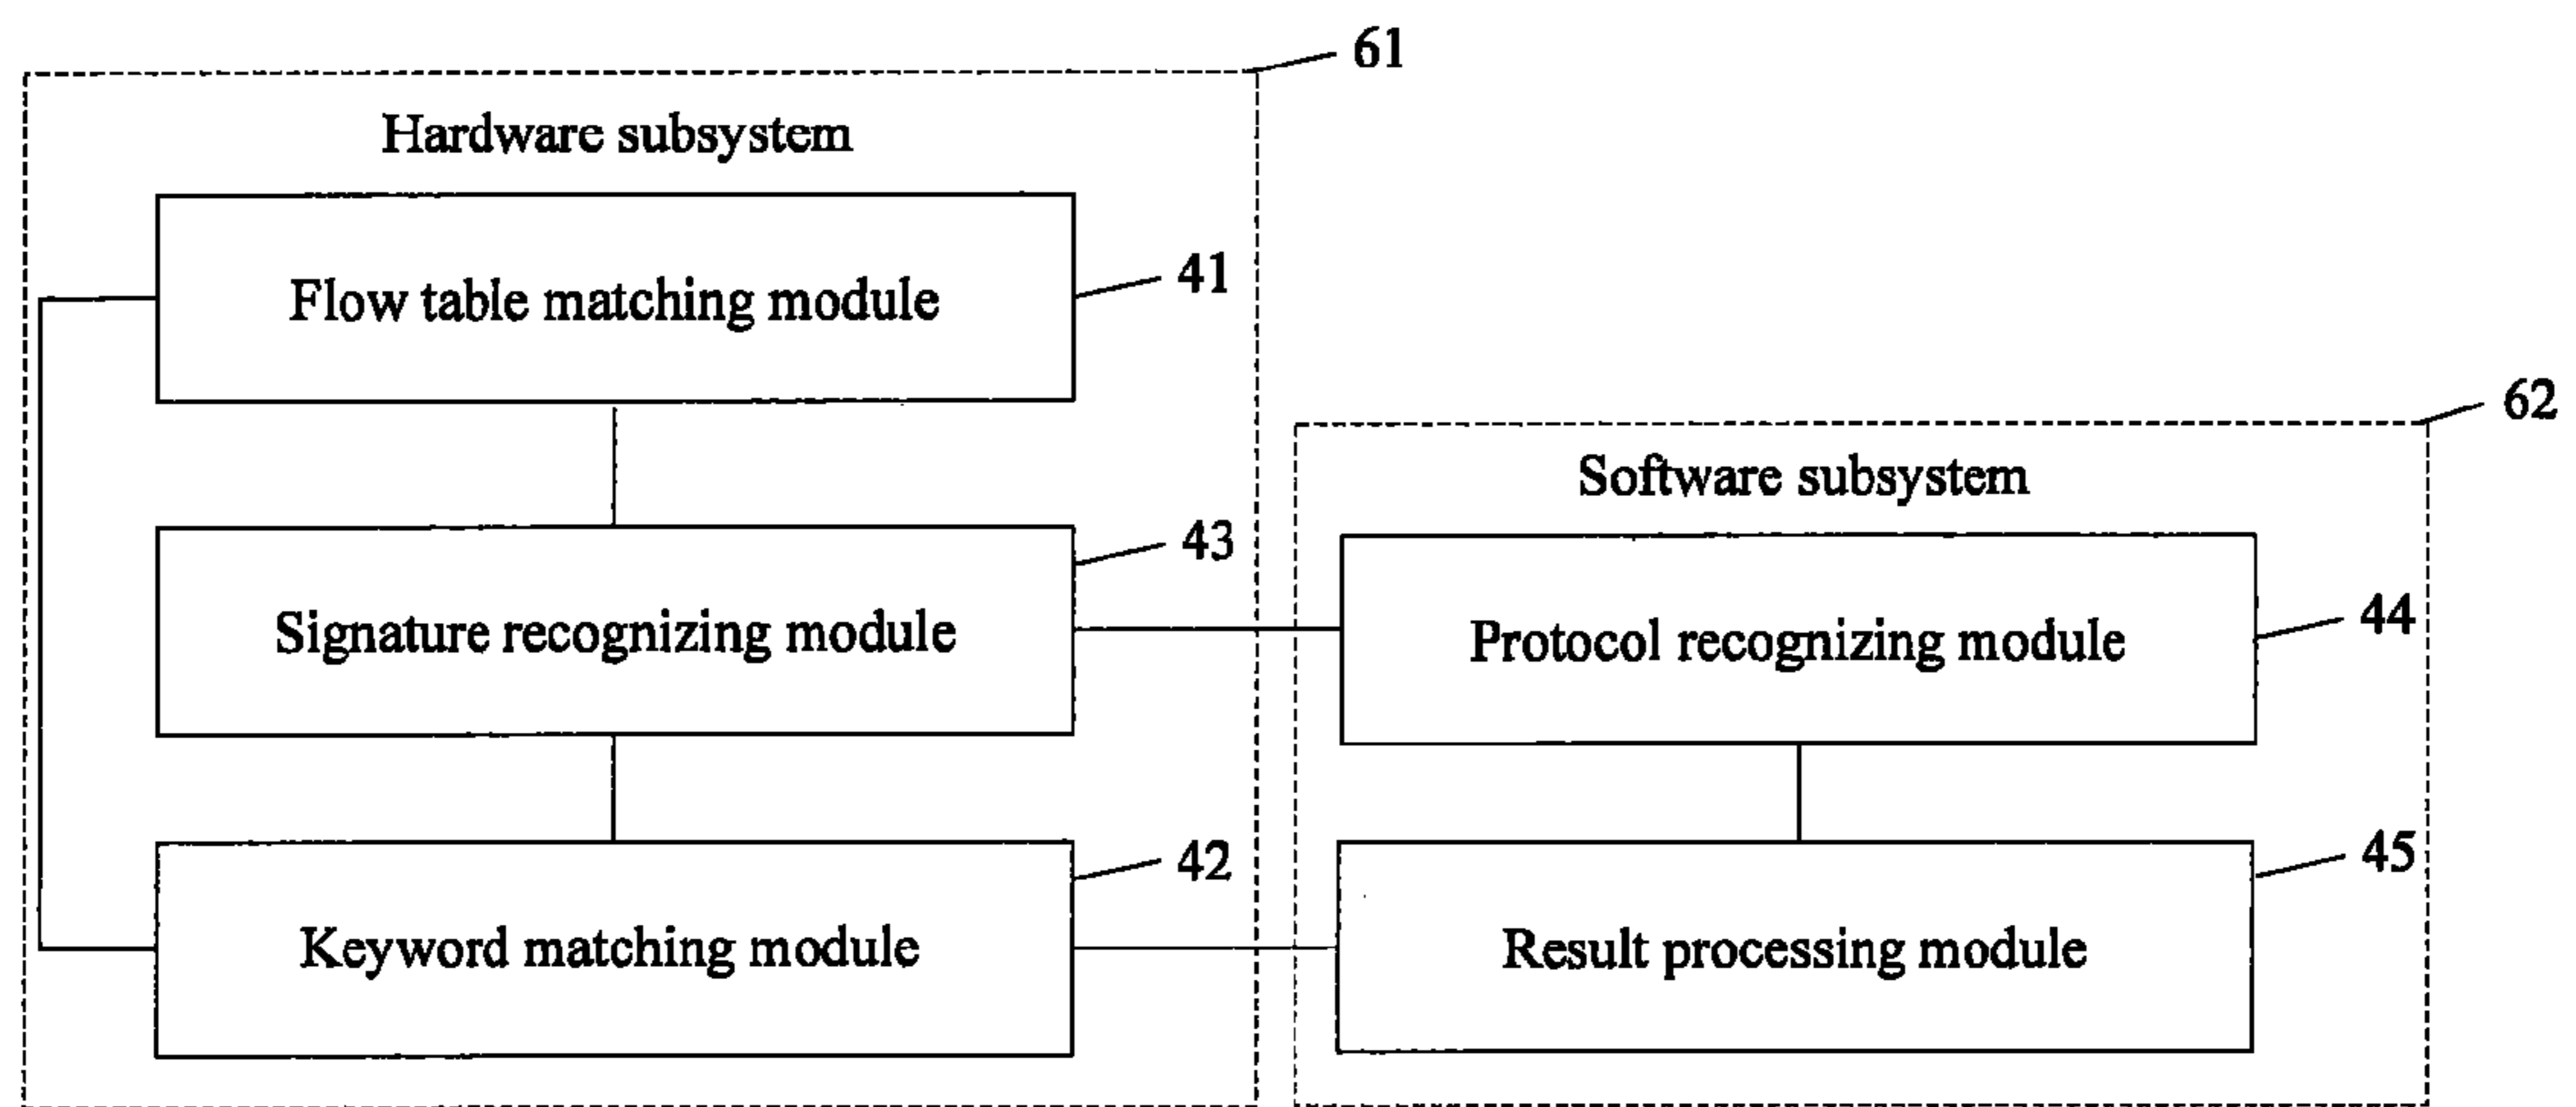 61
Hardware subsystem
Flow table matching module
41
62
Software subsystem
Signature recognizing module
43
Protocol recognizing module
44
Keyword matching module
42
Result processing module
45